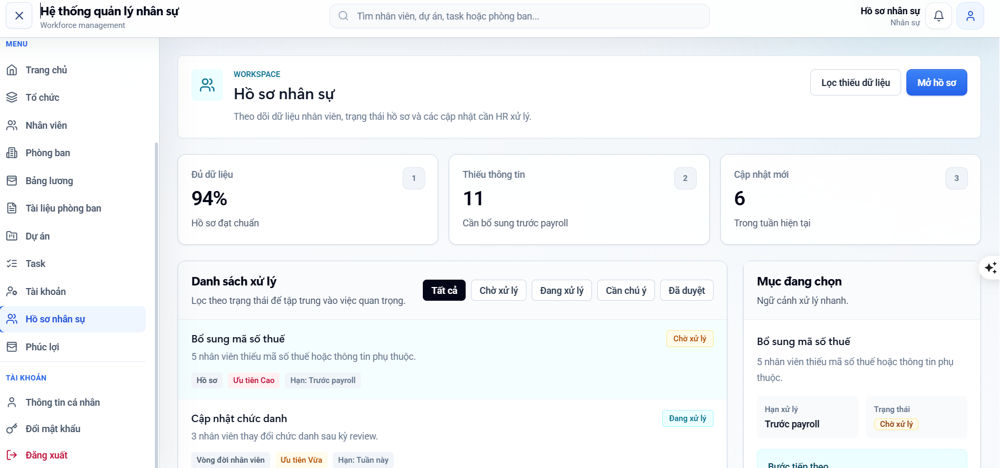 Hệ thống quản lý nhân sự
Workforce management
Tìm nhân viên, dự án, task hoặc phòng ban...
Hồ sơ nhân sự
Nhân sự
MENU
Trang chủ
Tổ chức
Nhân viên
Phòng ban
Bảng lương
Tài liệu phòng ban
Dự án
Task
Tài khoản
Hồ sơ nhân sự
Phúc lợi
TÀI KHOẢN
Thông tin cá nhân
Đổi mật khẩu
Đăng xuất
WORKSPACE
Hồ sơ nhân sự
Theo dõi dữ liệu nhân viên, trạng thái hồ sơ và các cập nhật cần HR xử lý.
Lọc thiếu dữ liệu
Mở hồ sơ
Đủ dữ liệu
1
94%
Hồ sơ đạt chuẩn
Thiếu thông tin
2
11
Cần bổ sung trước payroll
Cập nhật mới
3
6
Trong tuần hiện tại
Danh sách xử lý
Lọc theo trạng thái để tập trung vào việc quan trọng.
Tất cả
Chờ xử lý
Đang xử lý
Cần chú ý
Đã duyệt
Bổ sung mã số thuế
Chờ xử lý
5 nhân viên thiếu mã số thuế hoặc thông tin phụ thuộc.
Hồ sơ
Ưu tiên Cao
Hạn: Trước payroll
Cập nhật chức danh
Đang xử lý
3 nhân viên thay đổi chức danh sau kỳ review.
Vòng đời nhân viên
Ưu tiên Vừa
Hạn: Tuần này
Mục đang chọn
Ngữ cảnh xử lý nhanh.
Bổ sung mã số thuế
5 nhân viên thiếu mã số thuế hoặc thông tin phụ
thuộc.
Hạn xử lý
Trước payroll
Trạng thái
Chờ xử lý
Bước tiếp theo